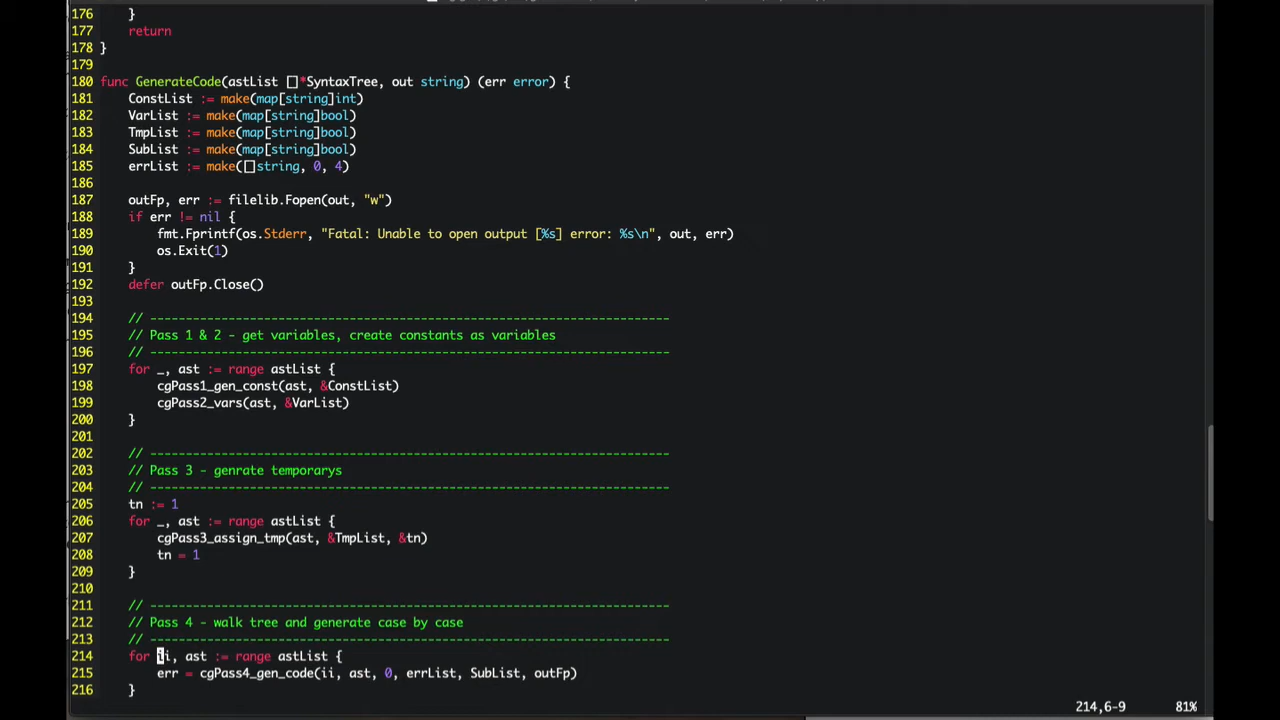 176     }
177     return
178 }
179
180 func GenerateCode(astList []*SyntaxTree, out string) (err error) {
181     ConstList := make(map[string]int)
182     VarList := make(map[string]bool)
183     TmpList := make(map[string]bool)
184     SubList := make(map[string]bool)
185     errList := make([]string, 0, 4)
186
187     outFp, err := filelib.Fopen(out, "w")
188     if err != nil {
189         fmt.Fprintf(os.Stderr, "Fatal: Unable to open output [%s] error: %s\n", out, err)
190         os.Exit(1)
191     }
192     defer outFp.Close()
193
194     // -------------------------------------------------------------------------
195     // Pass 1 & 2 - get variables, create constants as variables
196     // -------------------------------------------------------------------------
197     for _, ast := range astList {
198         cgPass1_gen_const(ast, &ConstList)
199         cgPass2_vars(ast, &VarList)
200     }
201
202     // -------------------------------------------------------------------------
203     // Pass 3 - genrate temporarys
204     // -------------------------------------------------------------------------
205     tn := 1
206     for _, ast := range astList {
207         cgPass3_assign_tmp(ast, &TmpList, &tn)
208         tn = 1
209     }
210
211     // -------------------------------------------------------------------------
212     // Pass 4 - walk tree and generate case by case
213     // -------------------------------------------------------------------------
214     for ii, ast := range astList {
215         err = cgPass4_gen_code(ii, ast, 0, errList, SubList, outFp)
216     }
214,6-9 81%